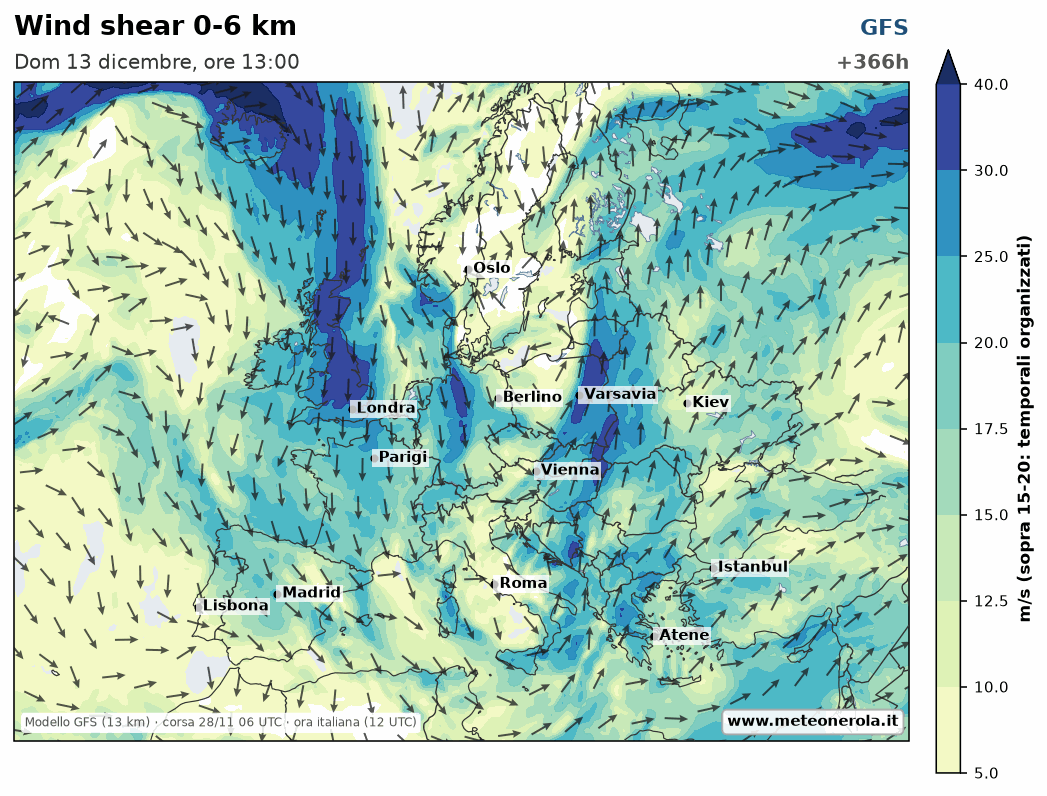 Wind shear 0-6 km
GFS
Dom 13 dicembre, ore 13:00
+366h
40.0
30.0
25.0
20.0
17.5
15.0
12.5
10.0
5.0
m/s (sopra 15-20: temporali organizzati)
Oslo
Berlino
Varsavia
Kiev
Londra
Parigi
Vienna
Istanbul
Roma
Madrid
Lisbona
Atene
Modello GFS (13 km) · corsa 28/11 06 UTC · ora italiana (12 UTC)
www.meteonerola.it